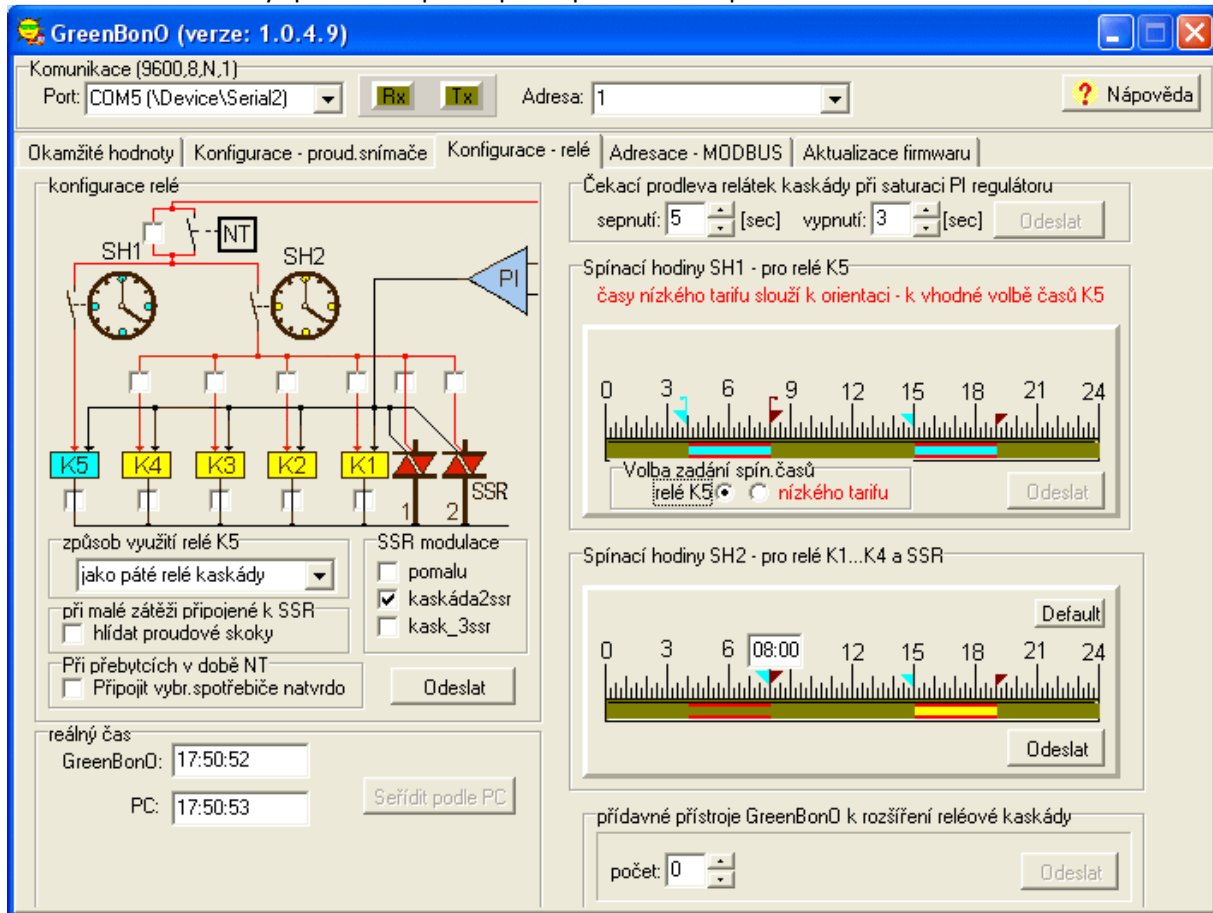 GreenBonO (verze: 1.0.4.9)
Komunikace (9600,8,N,1)
Port: COM5 (\Device\Serial2) Rx Tx Adresa: 1 ? Nápověda
Okamžité hodnoty Konfigurace - proud.snímače Konfigurace - relé Adresace - MODBUS Aktualizace firmwaru
konfigurace relé
NT
SH1 SH2
PI
K5 K4 K3 K2 K1
SSR
1 2
způsob využití relé K5
jako páté relé kaskády
při malé zátěži připojené k SSR
hlídat proudové skoky
Při přebytcích v době NT
Připojit vybr.spotřebiče natvrdo
SSR modulace
pomalu
kaskáda2ssr
kask_3ssr
Odeslat
reálný čas
GreenBonO: 17:50:52
PC: 17:50:53
Seřídit podle PC
Čekací prodleva relátek kaskády při saturaci PI regulátoru
sepnutí: 5 [sec] vypnutí: 3 [sec] Odeslat
Spínací hodiny SH1 - pro relé K5
časy nízkého tarifu slouží k orientaci - k vhodné volbě časů K5
0 3 6 9 12 15 18 21 24
Volba zadání spín.časů
relé K5 nízkého tarifu
Odeslat
Spínací hodiny SH2 - pro relé K1...K4 a SSR
Default
0 3 6 08:00 12 15 18 21 24
Odeslat
přídavné přístroje GreenBonO k rozšíření reléové kaskády
počet: 0 Odeslat